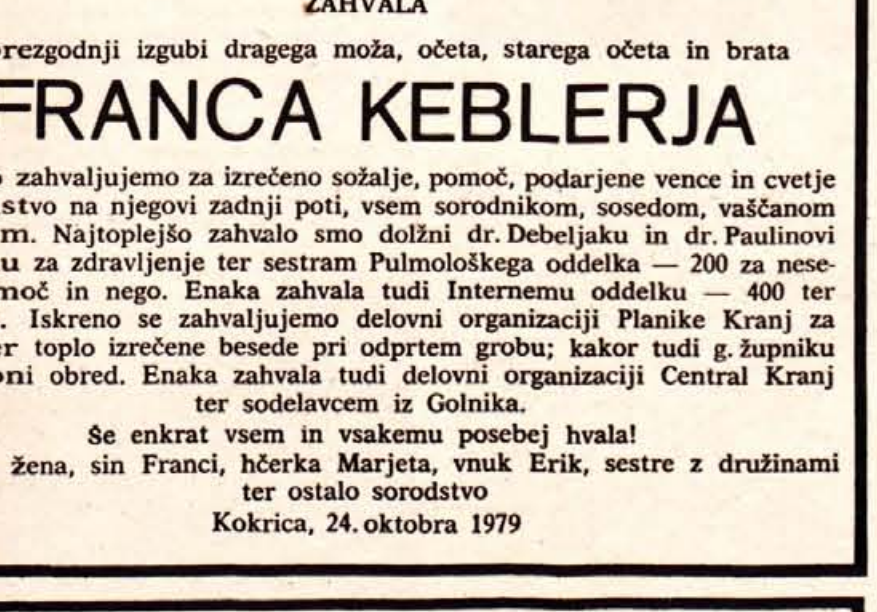 ZAHVALA
prezgodnji izgubi dragega moža, očeta, starega očeta in brata
FRANCA KEBLERJA
zahvaljujemo za izrečeno sožalje, pomoč, podarjene vence in cvetje
stvo na njegovi zadnji poti, vsem sorodnikom, sosedom, vaščanom
m. Najtoplejšo zahvalo smo dolžni dr. Debeljaku in dr. Paulinovi
u za zdravljenje ter sestram Pulmološkega oddelka — 200 za nese-
moč in nego. Enaka zahvala tudi Internemu oddelku — 400 ter
. Iskreno se zahvaljujemo delovni organizaciji Planike Kranj za
er toplo izrečene besede pri odprtem grobu; kakor tudi g. župniku
bni obred. Enaka zahvala tudi delovni organizaciji Central Kranj
ter sodelavcem iz Golnika.
Še enkrat vsem in vsakemu posebej hvala!
žena, sin Franci, hčerka Marjeta, vnuk Erik, sestre z družinami
ter ostalo sorodstvo
Kokrica, 24. oktobra 1979